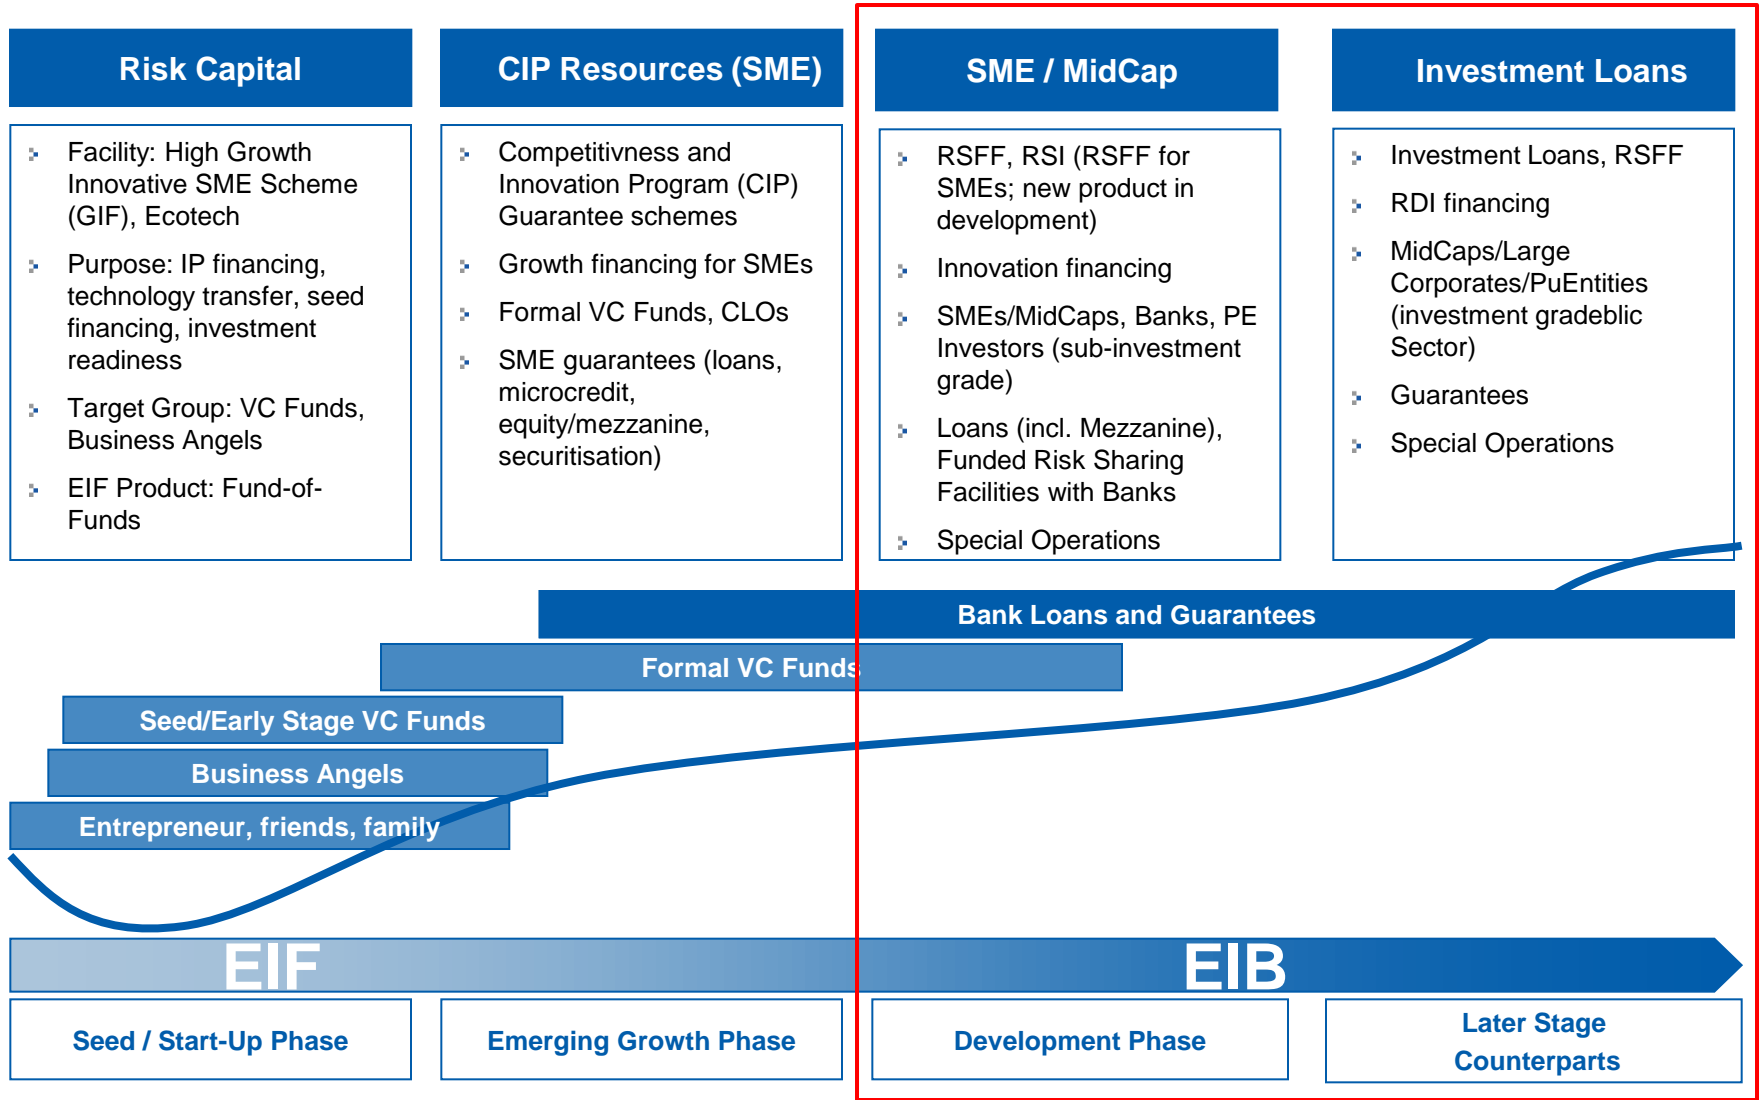 Risk Capital
Facility: High Growth
Innovative SME Scheme
(GIF), Ecotech
Purpose: IP financing,
technology transfer, seed
financing, investment
readiness
Target Group: VC Funds,
Business Angels
EIF Product: Fund-of-
Funds
CIP Resources (SME)
Competitivness and
Innovation Program (CIP)
Guarantee schemes
Growth financing for SMEs
Formal VC Funds, CLOs
SME guarantees (loans,
microcredit,
equity/mezzanine,
securitisation)
SME / MidCap
RSFF, RSI (RSFF for
SMEs; new product in
development)
Innovation financing
SMEs/MidCaps, Banks, PE
Investors (sub-investment
grade)
Loans (incl. Mezzanine),
Funded Risk Sharing
Facilities with Banks
Special Operations
Investment Loans
Investment Loans, RSFF
RDI financing
MidCaps/Large
Corporates/PuEntities
(investment gradeblic
Sector)
Guarantees
Special Operations
Bank Loans and Guarantees
Formal VC Funds
Seed/Early Stage VC Funds
Business Angels
Entrepreneur, friends, family
EIF
EIB
Seed / Start-Up Phase
Emerging Growth Phase
Development Phase
Later Stage
Counterparts